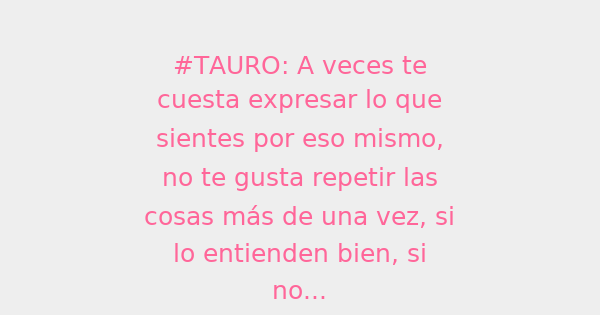 #TAURO: A veces te
cuesta expresar lo que
sientes por eso mismo,
no te gusta repetir las
cosas más de una vez, si
lo entienden bien, si
no...